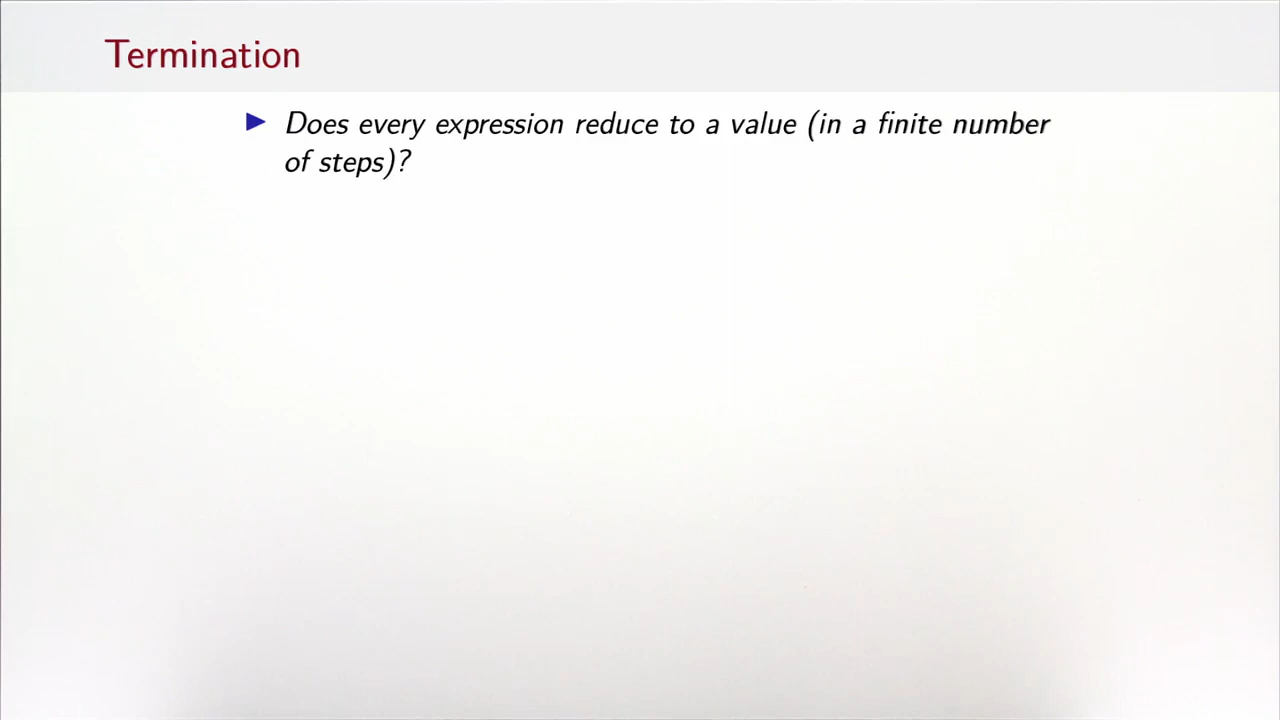 Termination
▶ Does every expression reduce to a value (in a finite number
of steps)?